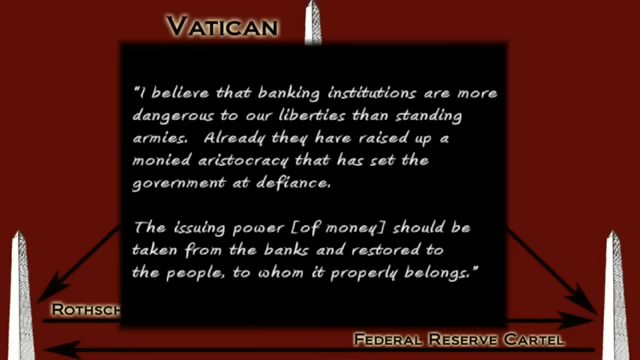 VATICAN
"I believe that banking institutions are more
dangerous to our liberties than standing
armies. Already they have raised up a
monied aristocracy that has set the
government at defiance.
The issuing power [of money] should be
taken from the banks and restored to
the people, to whom it properly belongs."
ROTHSCH
FEDERAL RESERVE CARTEL